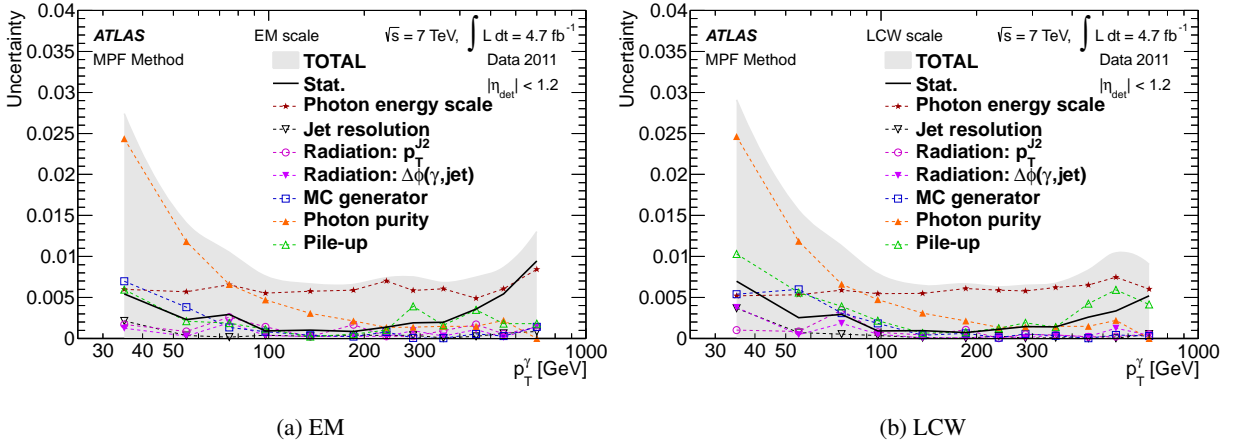 Uncertainty
0.04
0.035
0.03
0.025
0.02
0.015
0.01
0.005
0
ATLAS EM scale √s = 7 TeV, ∫ L dt = 4.7 fb⁻¹
MPF Method TOTAL Data 2011
Stat. |η_det| < 1.2
Photon energy scale
Jet resolution
Radiation: p_T^J2
Radiation: Δϕ(γ,jet)
MC generator
Photon purity
Pile-up
30 40 50 100 200 300 1000
p_T^γ [GeV]
(a) EM
Uncertainty
0.04
0.035
0.03
0.025
0.02
0.015
0.01
0.005
0
ATLAS LCW scale √s = 7 TeV, ∫ L dt = 4.7 fb⁻¹
MPF Method TOTAL Data 2011
Stat. |η_det| < 1.2
Photon energy scale
Jet resolution
Radiation: p_T^J2
Radiation: Δϕ(γ,jet)
MC generator
Photon purity
Pile-up
30 40 50 100 200 300 1000
p_T^γ [GeV]
(b) LCW